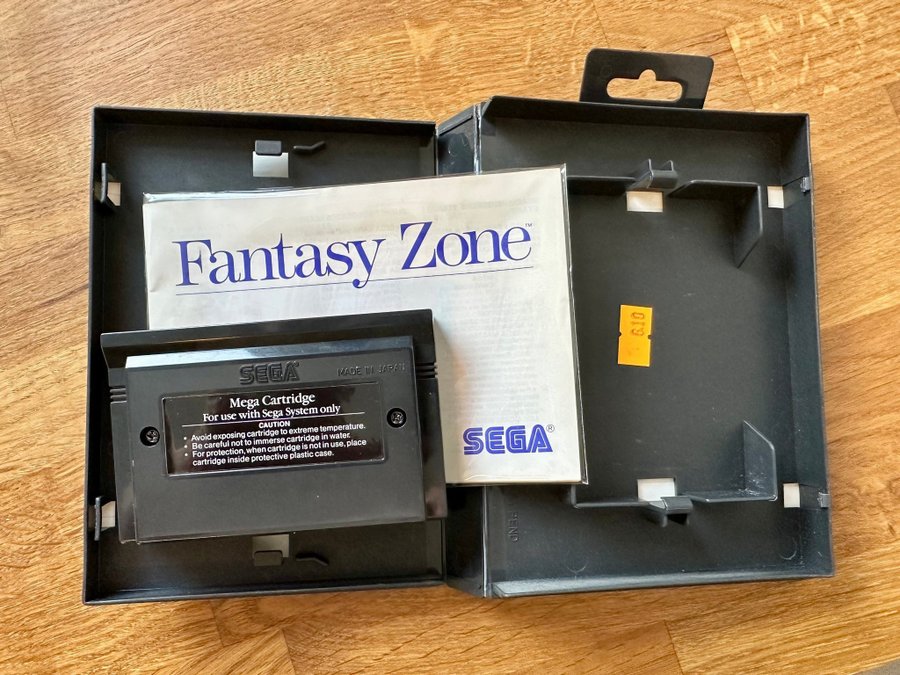 Fantasy Zone™
SEGA®
SEGA®
MADE IN JAPAN
Mega Cartridge
For use with Sega System only
CAUTION
• Avoid exposing cartridge to extreme temperature.
• Be careful not to immerse cartridge in water.
• For protection, when cartridge is not in use, place
cartridge inside protective plastic case.